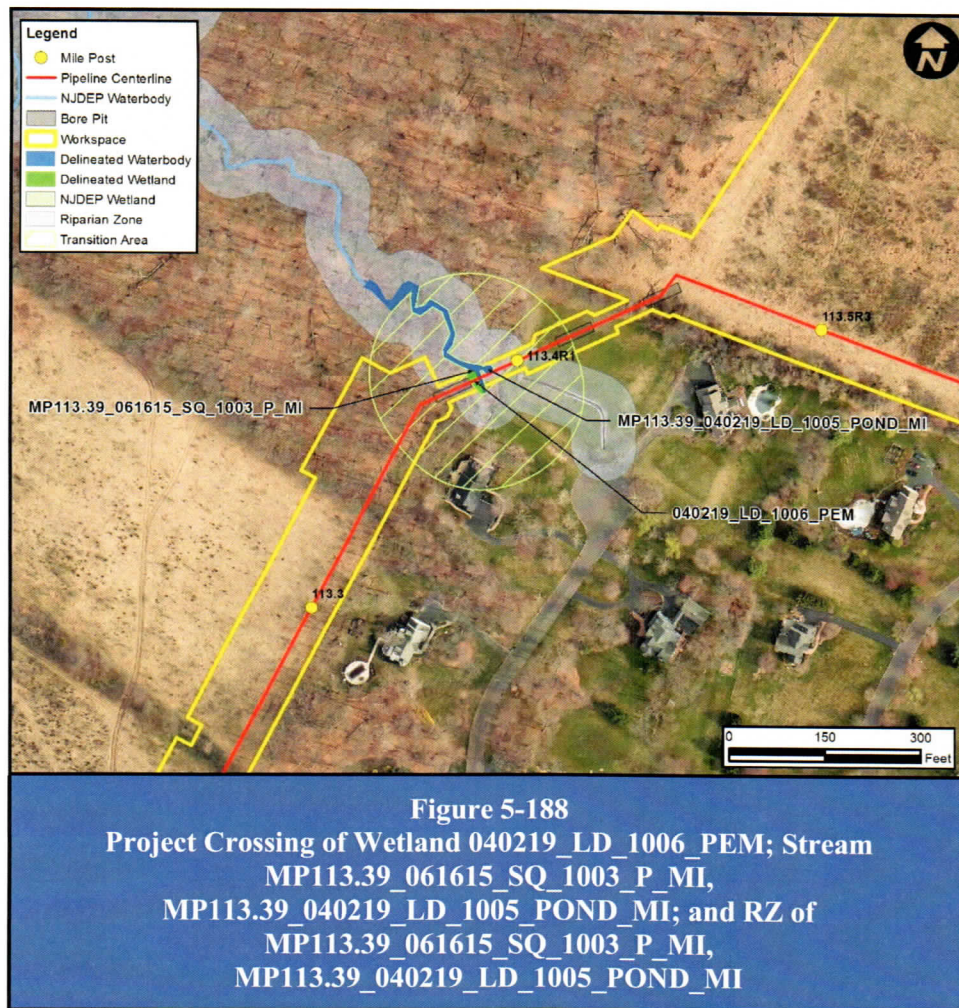 Legend
Mile Post
Pipeline Centerline
NJDEP Waterbody
Bore Pit
Workspace
Delineated Waterbody
Delineated Wetland
NJDEP Wetland
Riparian Zone
Transition Area
N
113.5R3
113.4R1
MP113.39_061615_SQ_1003_P_MI
MP113.39_040219_LD_1005_POND_MI
040219_LD_1006_PEM
113.3
0 150 300
Feet
Figure 5-188
Project Crossing of Wetland 040219_LD_1006_PEM; Stream
MP113.39_061615_SQ_1003_P_MI,
MP113.39_040219_LD_1005_POND_MI; and RZ of
MP113.39_061615_SQ_1003_P_MI,
MP113.39_040219_LD_1005_POND_MI